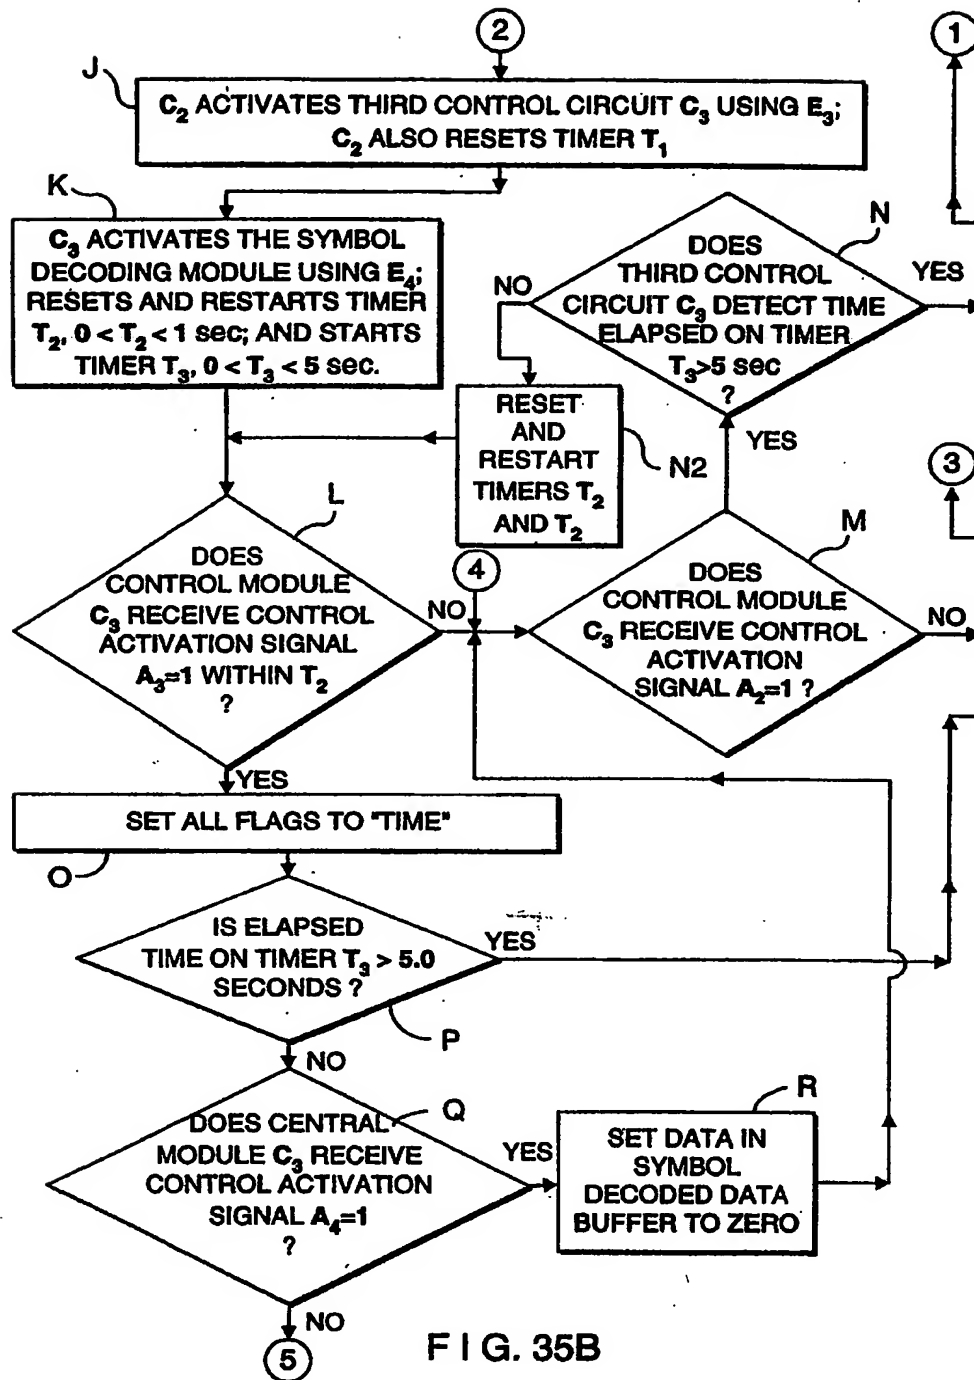 2
1
J
C2 ACTIVATES THIRD CONTROL CIRCUIT C3 USING E3;
C2 ALSO RESETS TIMER T1
K
C3 ACTIVATES THE SYMBOL
DECODING MODULE USING E4;
RESETS AND RESTARTS TIMER
T2, 0 < T2 < 1 sec; AND STARTS
TIMER T3, 0 < T3 < 5 sec.
N
DOES
THIRD CONTROL
CIRCUIT C3 DETECT TIME
ELAPSED ON TIMER
T3>5 sec
?
NO
YES
RESET
AND
RESTART
TIMERS T2
AND T2
N2
YES
3
L
DOES
CONTROL MODULE
C3 RECEIVE CONTROL
ACTIVATION SIGNAL
A3=1 WITHIN T2
?
NO
4
M
DOES
CONTROL MODULE
C3 RECEIVE CONTROL
ACTIVATION
SIGNAL A2=1 ?
NO
YES
SET ALL FLAGS TO "TIME"
O
IS ELAPSED
TIME ON TIMER T3 > 5.0
SECONDS ?
YES
P
NO
DOES CENTRAL
MODULE C3 RECEIVE
CONTROL ACTIVATION
SIGNAL A4=1
?
Q
YES
R
SET DATA IN
SYMBOL
DECODED DATA
BUFFER TO ZERO
NO
5
FIG. 35B